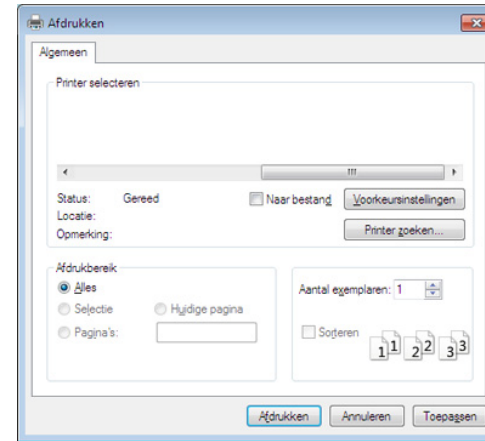 Afdrukken
Algemeen
Printer selecteren
Status: Gereed
Naar bestand
Voorkeursinstellingen
Locatie:
Opmerking:
Printer zoeken...
Afdrukbereik
Alles
Selectie
Huidige pagina
Pagina's:
Aantal exemplaren: 1
Sorteren
1 1 2 2 3 3
Afdrukken
Annuleren
Toepassen